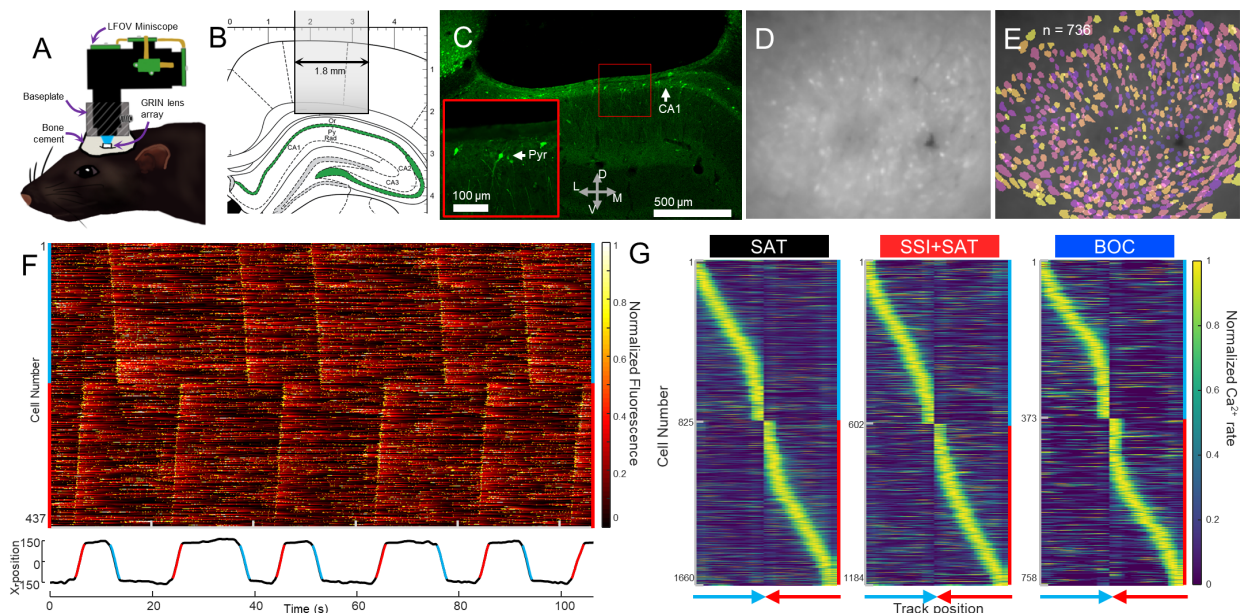 A
LFOV Miniscope
Baseplate
Bone
cement
GRIN lens
array
B
0 1 2 3 4
1.8 mm
0
1
2
3
4
Or
Py
Rad
CA1
CA2
CA3
C
CA1
Pyr
100 µm
D
L M
V
500 µm
D
E
n = 736
F
1
Cell Number
437
1
0.8
0.6
0.4
0.2
0
Normalized Fluorescence
X-position
150
0
-150
0 20 40 60 80 100
Time (s)
G
SAT
SSI+SAT
BOC
Cell Number
1
825
1660
1
602
1184
1
373
758
1
0.8
0.6
0.4
0.2
0
Normalized Ca²⁺ rate
Track position